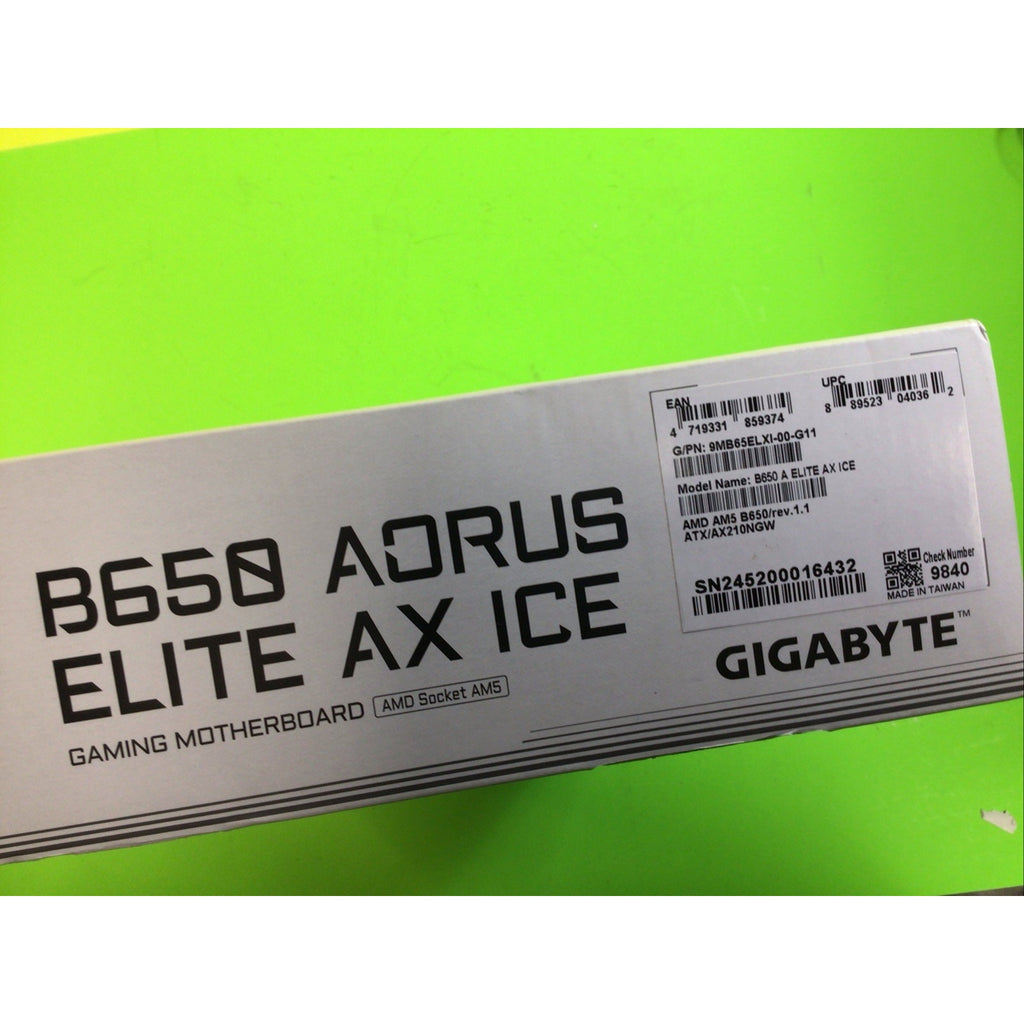 B650 AORUS
ELITE AX ICE
GAMING MOTHERBOARD AMD Socket AM5
EAN
4 719331 859374
UPC
8 89523 04036 2
G/PN: 9MB65ELXI-00-G11
Model Name: B650 A ELITE AX ICE
AMD AM5 B650/rev.1.1
ATX/AX210NGW
SN245200016432
Check Number
9840
MADE IN TAIWAN
GIGABYTE™